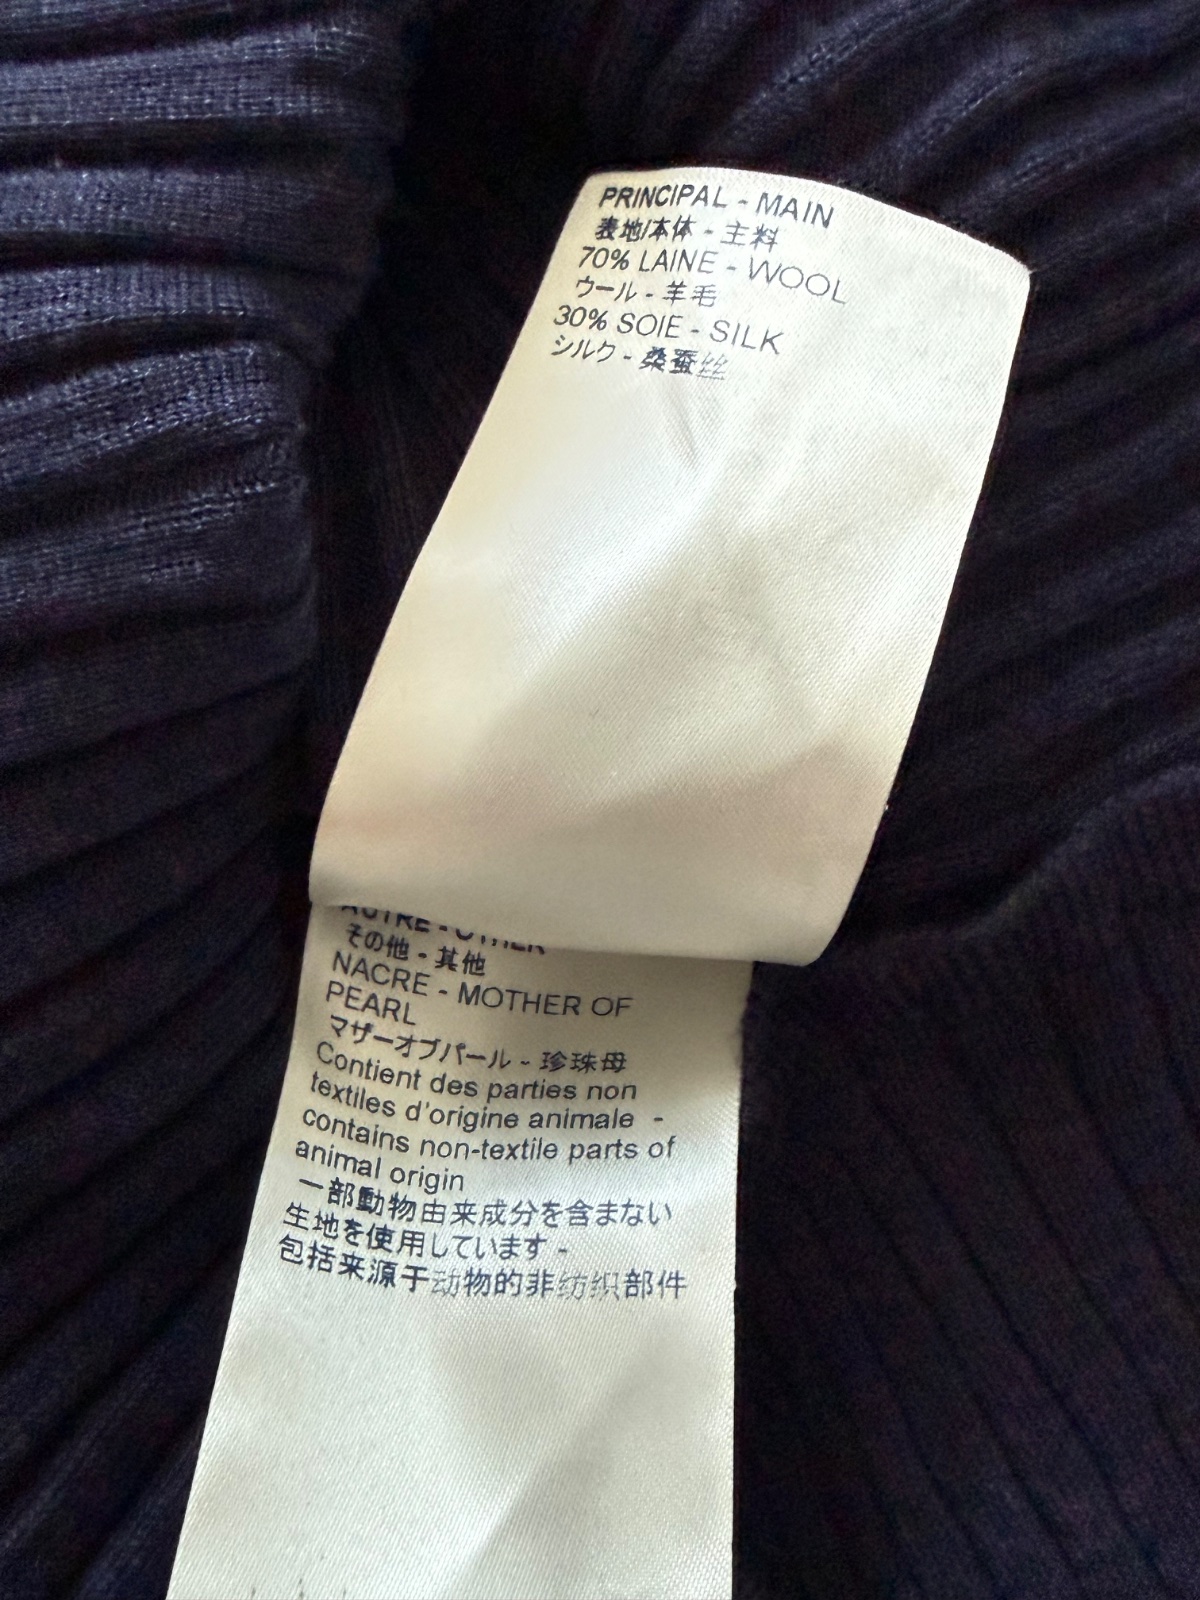 PRINCIPAL - MAIN
表地/本体 - 主料
70% LAINE - WOOL
ウール - 羊毛
30% SOIE - SILK
シルク - 桑蚕丝
AUTRE - OTHER
その他 - 其他
NACRE - MOTHER OF
PEARL
マザーオブパール - 珍珠母
Contient des parties non
textiles d'origine animale -
contains non-textile parts of
animal origin
一部動物由来成分を含まない
生地を使用しています -
包括来源于动物的非纺织部件